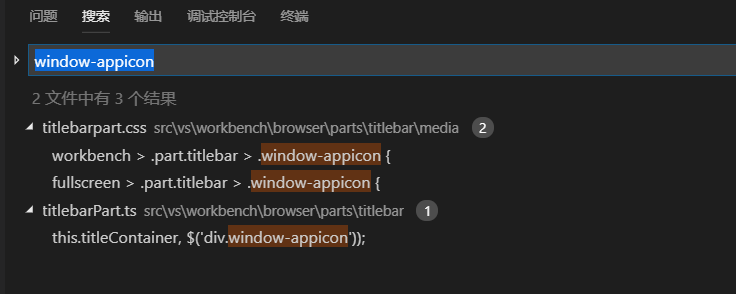 问题 搜索 输出 调试控制台 终端
window-appicon
2 文件中有 3 个结果
titlebarpart.css src\vs\workbench\browser\parts\titlebar\media 2
workbench > .part.titlebar > .window-appicon {
fullscreen > .part.titlebar > .window-appicon {
titlebarPart.ts src\vs\workbench\browser\parts\titlebar 1
this.titleContainer, $('div.window-appicon'));